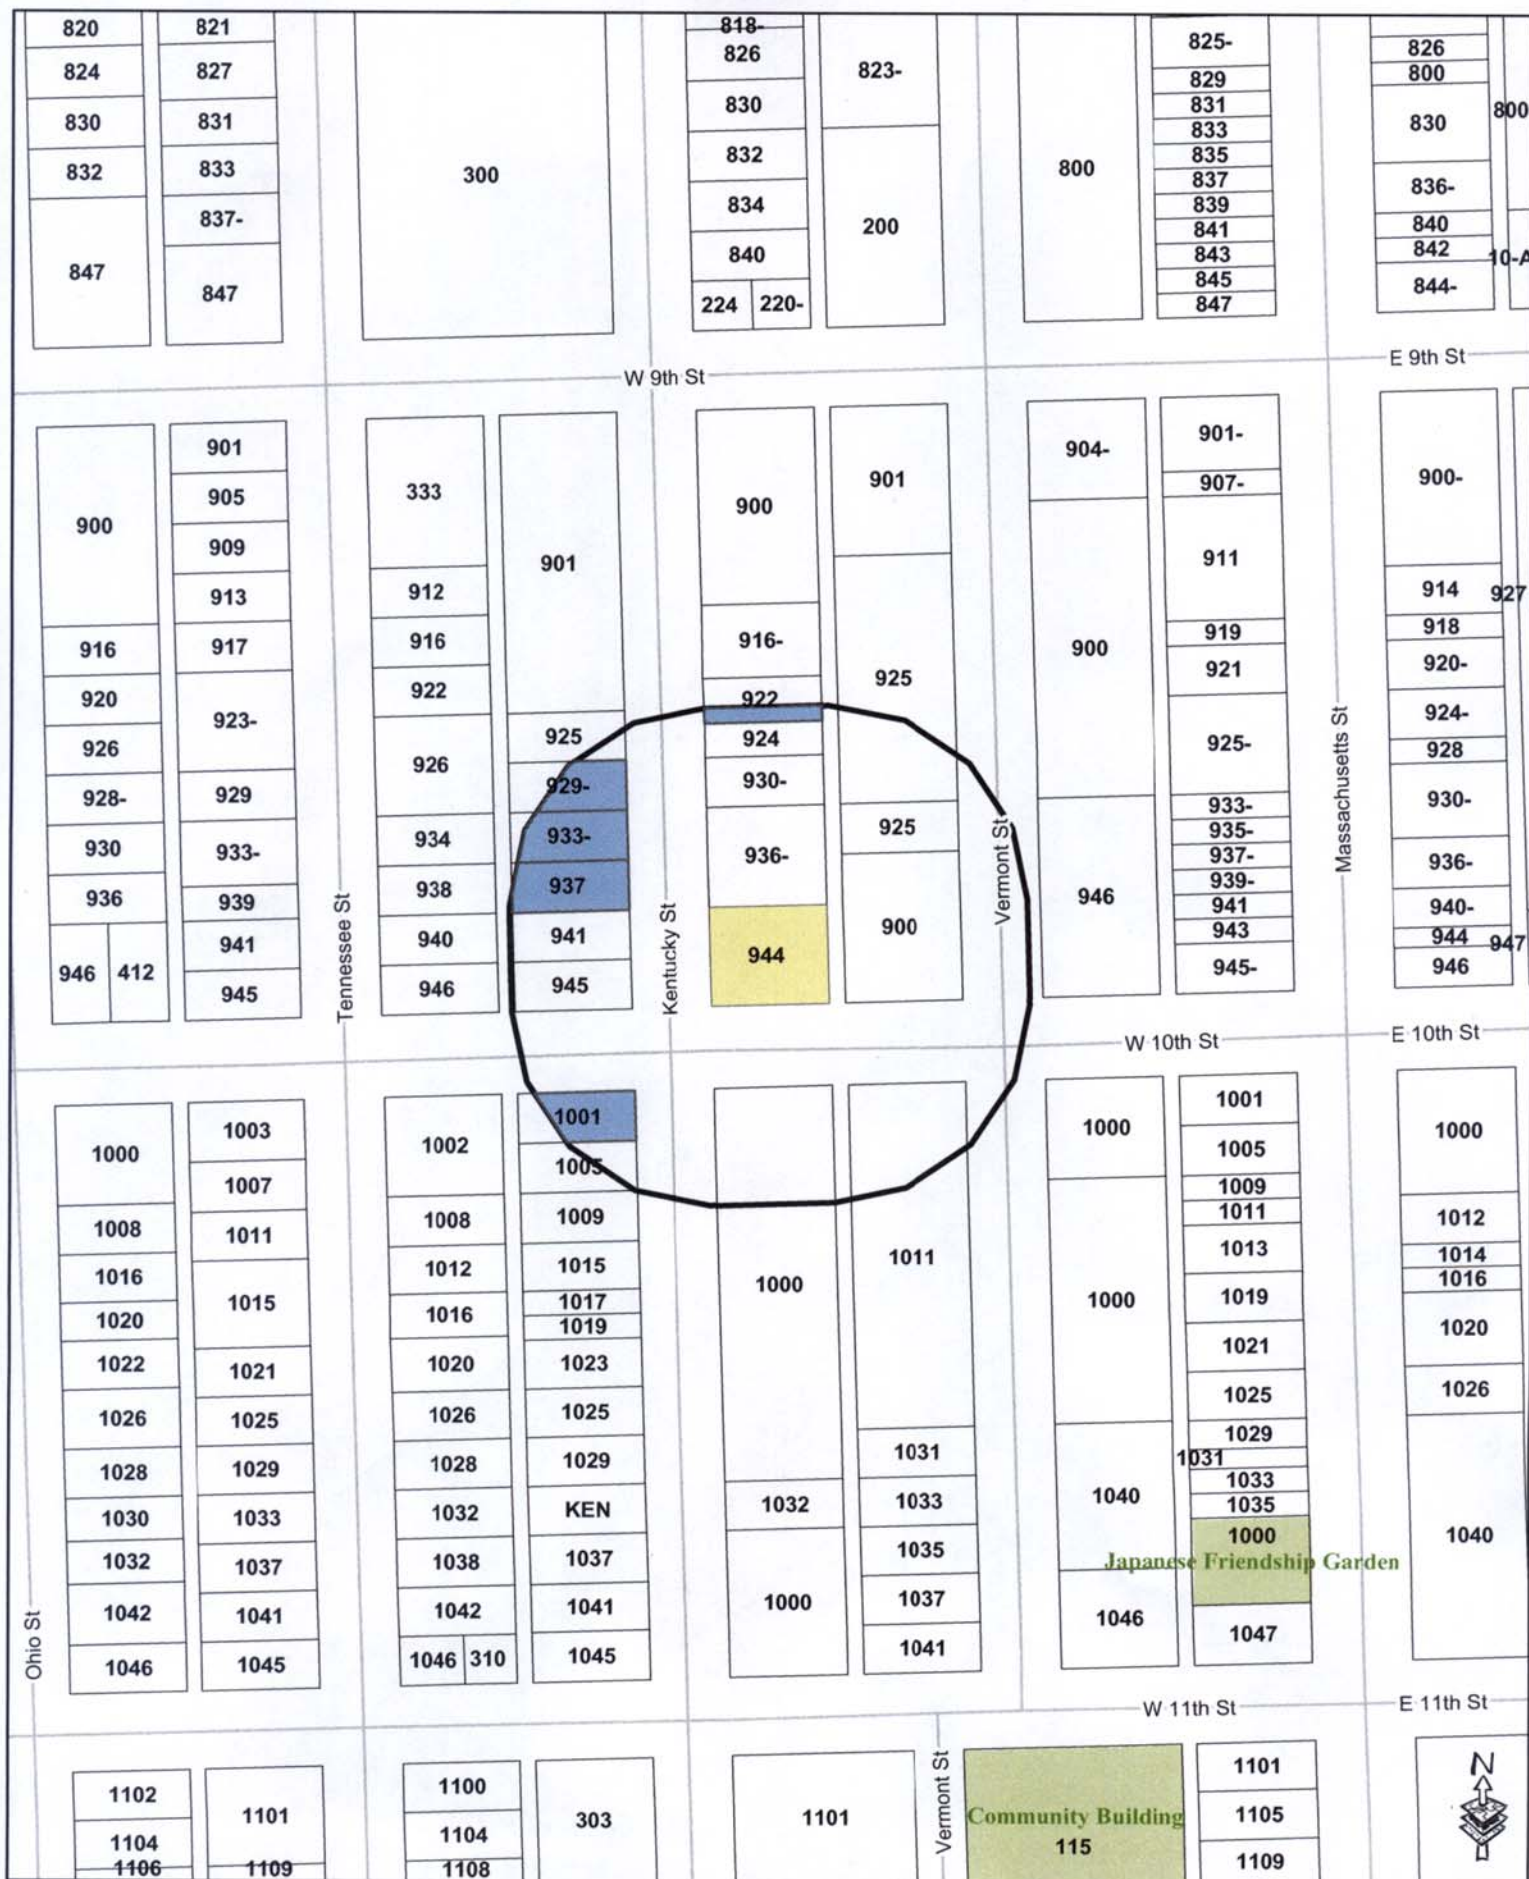 820 821 818- 825- 826
824 827 826 823- 829 800
830 831 830 831 830 800
832 833 300 832 800 833
835
834 837 836-
837- 200 839
847 840 841 840
847 843 842 10-A
224 220- 845 844-
847
W 9th St
E 9th St
901 901-
333 901 904- 900-
905 900 907-
900 909 901 911
913 912 914 927
916 917 916 916- 900 919 918
920 922 925 921 920-
923- 922
926 925 924 925- 924-
926 930- 928
928- 929 929- 933- 930-
930 933- 934 933- 936- 925 935-
937- 936-
936 939 938 937 946 939-
941 940-
941 940 941 944 900 943 944 947
946 412 945 946 945 945- 946
Tennessee St
Kentucky St
Vermont St
Massachusetts St
W 10th St
E 10th St
1000 1003 1002 1001 1000 1001 1000
1007 1005 1005
1008 1011 1008 1009 1009 1012
1011
1016 1012 1015 1000 1011 1000 1013 1014
1015 1016 1017 1019 1016
1020 1019 1020
1022 1021 1020 1023 1021
1026 1025 1026 1025 1025 1026
1028 1029 1028 1029 1031 1029
1031
1030 1033 1032 KEN 1032 1033 1040 1033 1040
1035
1032 1037 1038 1037 1035 1000
Japanese Friendship Garden
1042 1041 1042 1041 1000 1037 1046 1047
1046 1045 1046 310 1045 1041
Ohio St
W 11th St
E 11th St
N
1102 1101 1100 303 1101 Vermont St Community Building 1101
1104 1104 115 1105
1106 1109 1108 1109